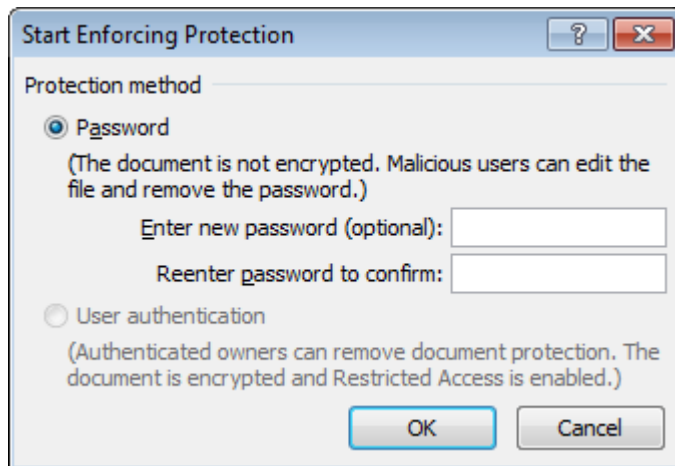 Start Enforcing Protection
?
Protection method
Password
(The document is not encrypted. Malicious users can edit the
file and remove the password.)
Enter new password (optional):
Reenter password to confirm:
User authentication
(Authenticated owners can remove document protection. The
document is encrypted and Restricted Access is enabled.)
OK Cancel